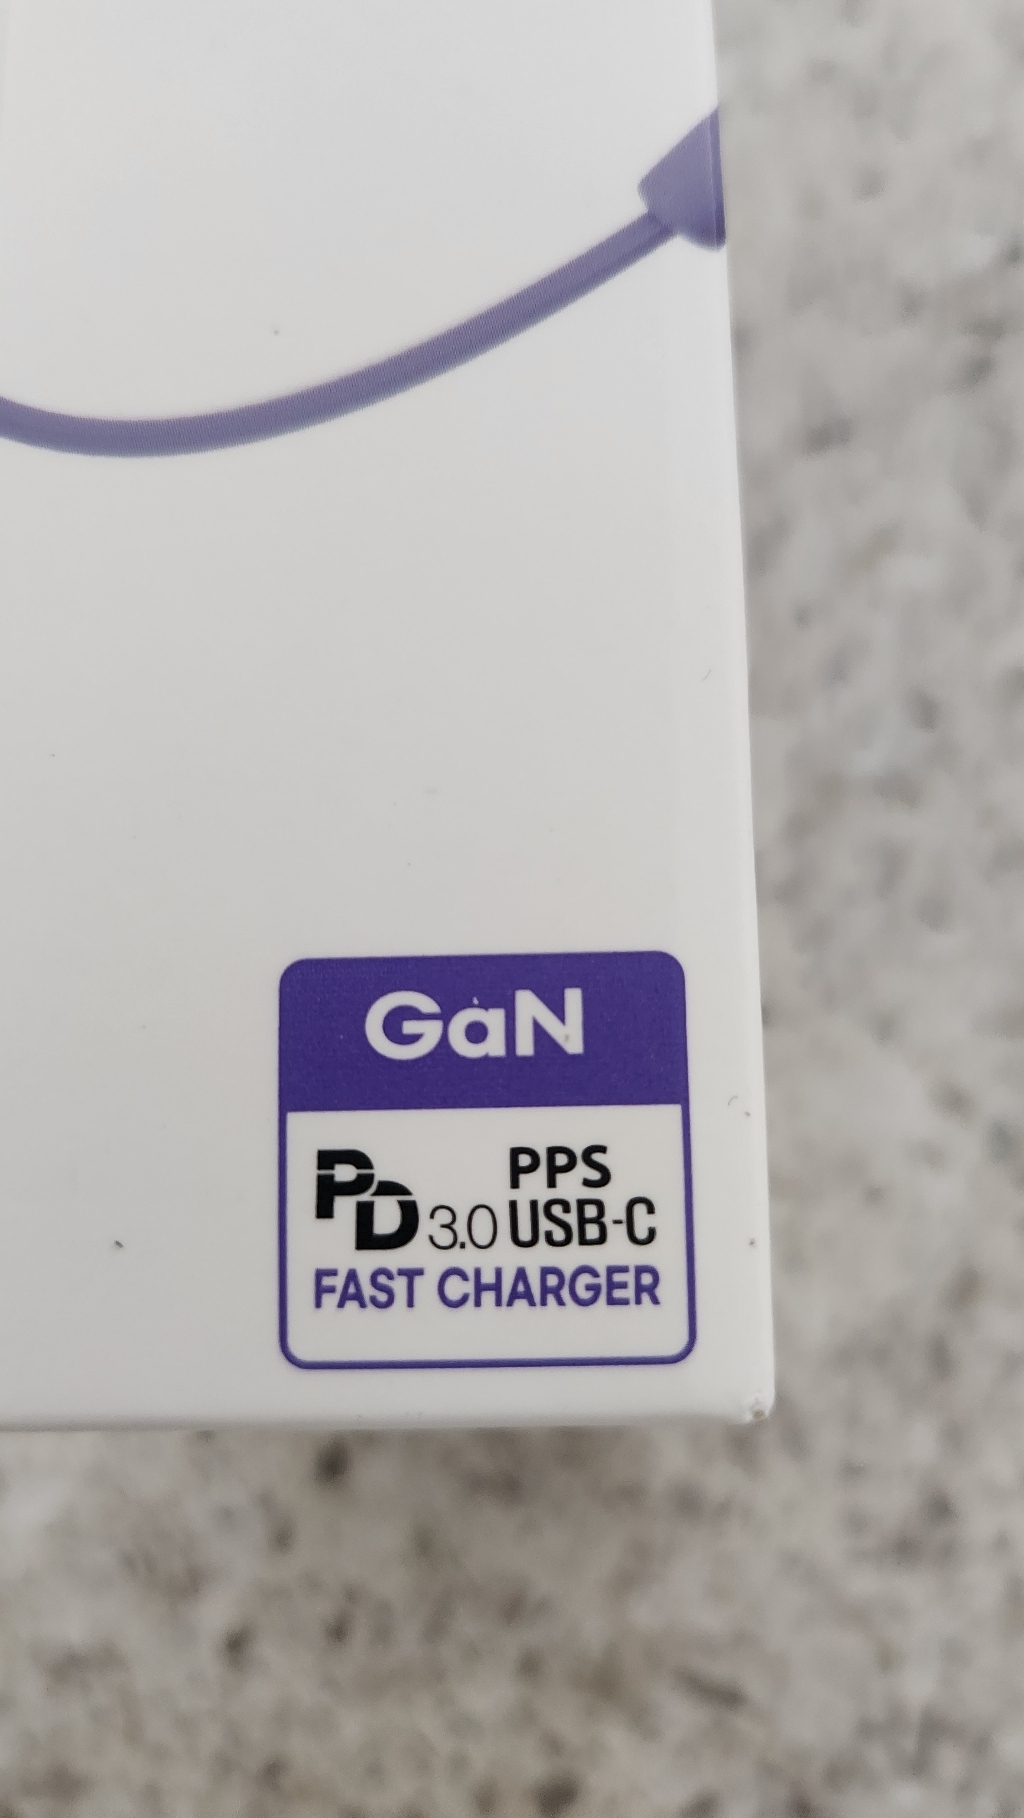 GaN
PD 3.0 PPS USB-C
FAST CHARGER